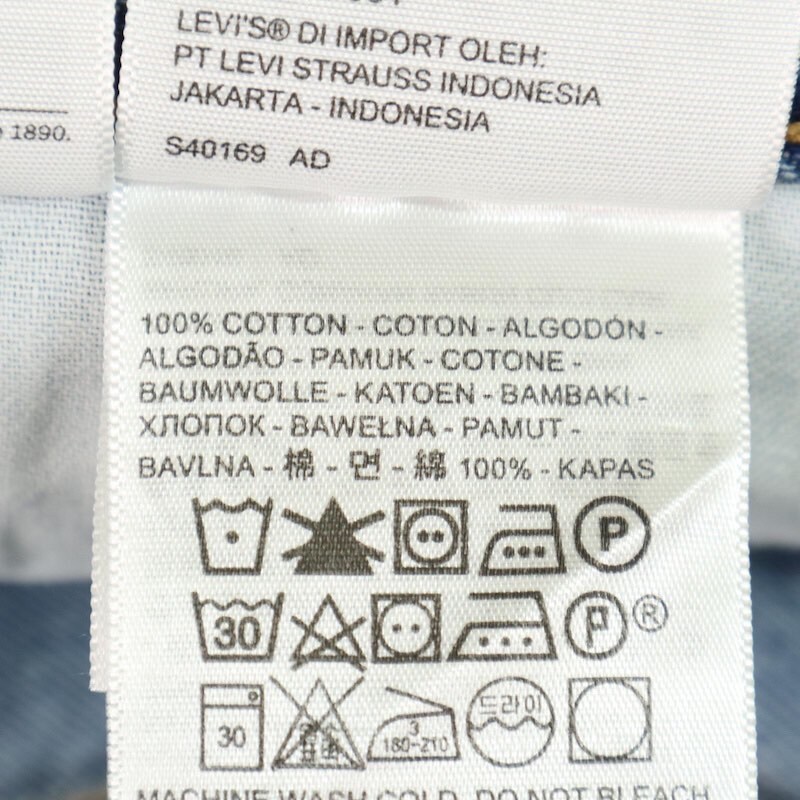 LEVI'S® DI IMPORT OLEH:
PT LEVI STRAUSS INDONESIA
JAKARTA - INDONESIA
S40169 AD
1890.
100% COTTON - COTON - ALGODÓN -
ALGODÃO - PAMUK - COTONE -
BAUMWOLLE - KATOEN - BAMBAKI -
ХЛОПОК - BAWEŁNA - PAMUT -
BAVLNA - 棉 - 면 - 綿 100% - KAPAS
P
30 P ®
30 3 180-210 드라이
MACHINE WASH COLD. DO NOT BLEACH